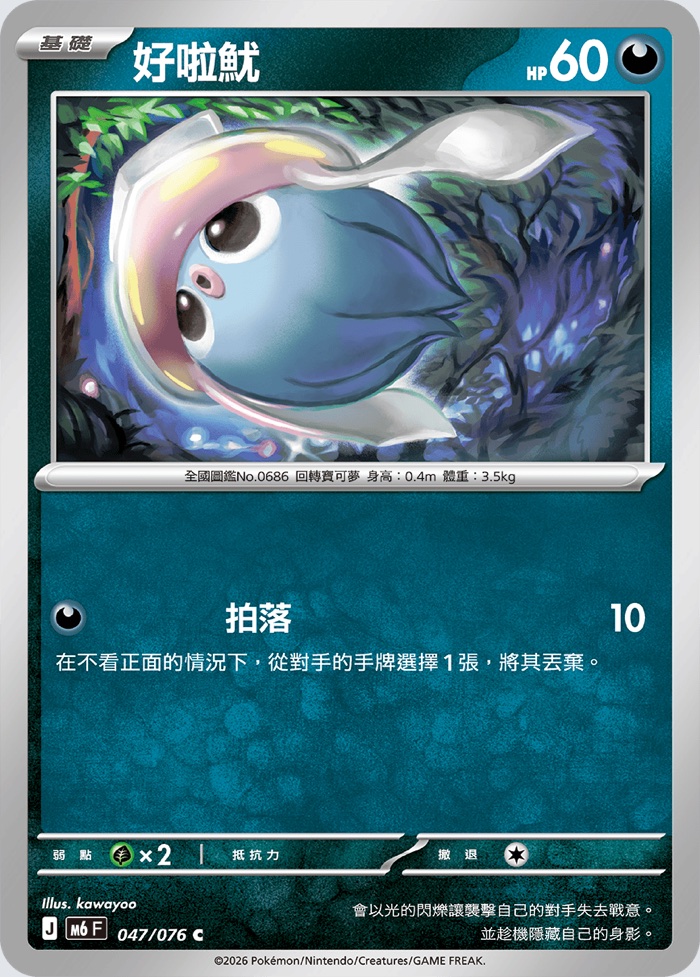 基礎
好啦魷
HP60
全國圖鑑No.0686 回轉寶可夢 身高：0.4m 體重：3.5kg
拍落 10
在不看正面的情況下，從對手的手牌選擇1張，將其丟棄。
弱點 ×2 抵抗力 撤退
Illus. kawayoo
會以光的閃爍讓襲擊自己的對手失去戰意。
並趁機隱藏自己的身影。
J M6 F 047/076 C
©2026 Pokémon/Nintendo/Creatures/GAME FREAK.